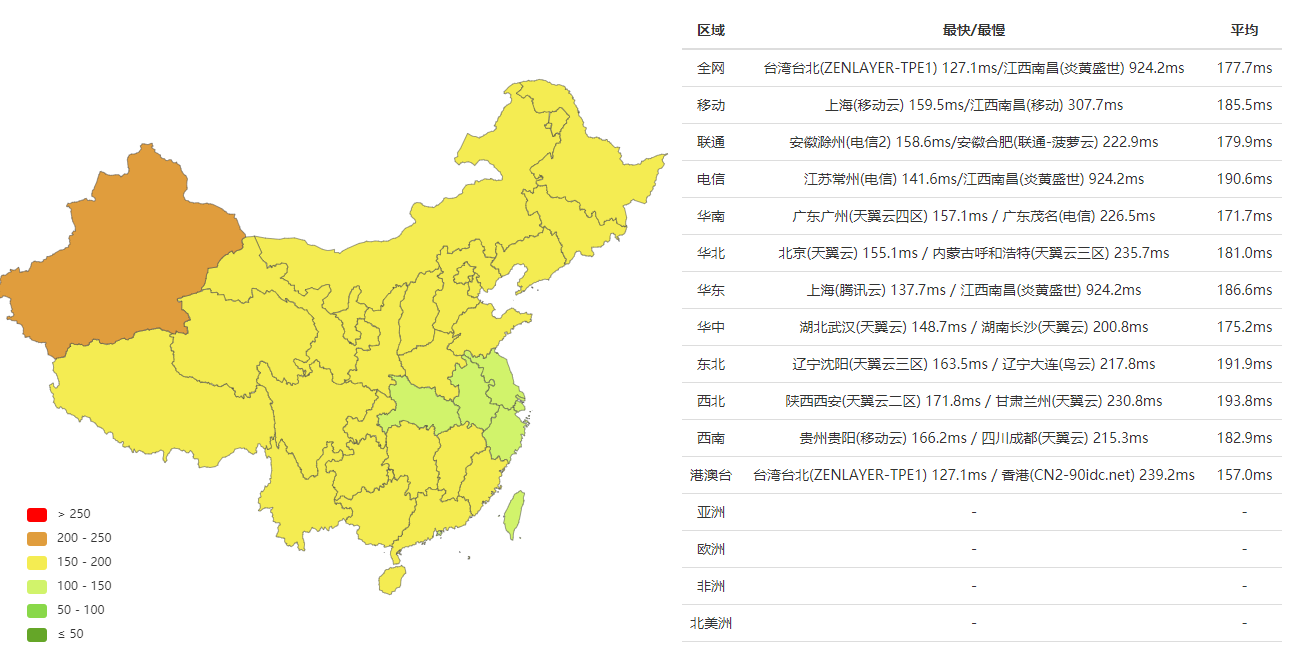 区域 最快/最慢 平均
全网 台湾台北(ZENLAYER-TPE1) 127.1ms/江西南昌(炎黄盛世) 924.2ms 177.7ms
移动 上海(移动云) 159.5ms/江西南昌(移动) 307.7ms 185.5ms
联通 安徽滁州(电信2) 158.6ms/安徽合肥(联通-菠萝云) 222.9ms 179.9ms
电信 江苏常州(电信) 141.6ms/江西南昌(炎黄盛世) 924.2ms 190.6ms
华南 广东广州(天翼云四区) 157.1ms / 广东茂名(电信) 226.5ms 171.7ms
华北 北京(天翼云) 155.1ms / 内蒙古呼和浩特(天翼云三区) 235.7ms 181.0ms
华东 上海(腾讯云) 137.7ms / 江西南昌(炎黄盛世) 924.2ms 186.6ms
华中 湖北武汉(天翼云) 148.7ms / 湖南长沙(天翼云) 200.8ms 175.2ms
东北 辽宁沈阳(天翼云三区) 163.5ms / 辽宁大连(鸟云) 217.8ms 191.9ms
西北 陕西西安(天翼云二区) 171.8ms / 甘肃兰州(天翼云) 230.8ms 193.8ms
西南 贵州贵阳(移动云) 166.2ms / 四川成都(天翼云) 215.3ms 182.9ms
港澳台 台湾台北(ZENLAYER-TPE1) 127.1ms / 香港(CN2-90idc.net) 239.2ms 157.0ms
亚洲 - -
欧洲 - -
非洲 - -
北美洲 - -
> 250
200 - 250
150 - 200
100 - 150
50 - 100
≤ 50